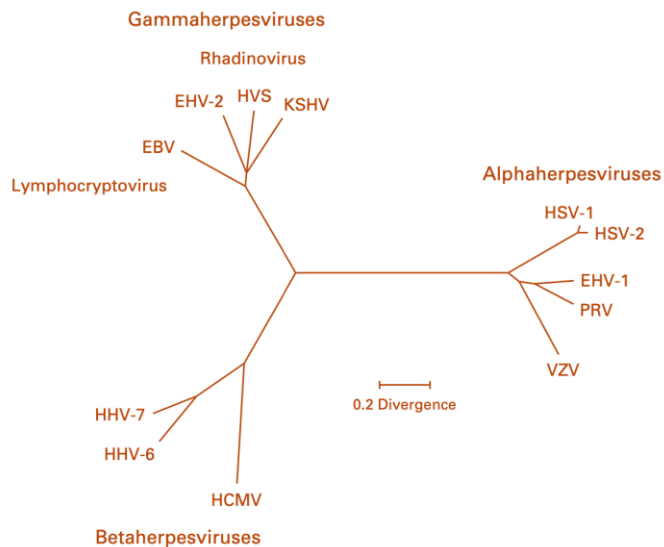 Gammaherpesviruses
Rhadinovirus
EHV-2
HVS
KSHV
EBV
Lymphocryptovirus
Alphaherpesviruses
HSV-1
HSV-2
EHV-1
PRV
VZV
0.2 Divergence
HHV-7
HHV-6
HCMV
Betaherpesviruses